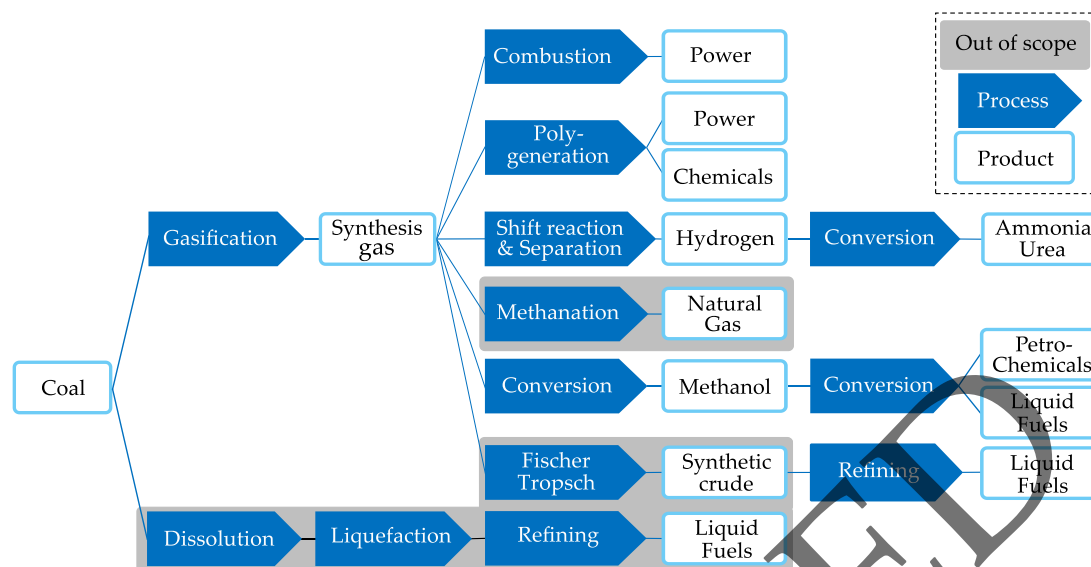 Out of scope
Process
Product
Combustion
Power
Poly-
generation
Power
Chemicals
Gasification
Synthesis
gas
Shift reaction
& Separation
Hydrogen
Conversion
Ammonia
Urea
Methanation
Natural
Gas
Coal
Conversion
Methanol
Conversion
Petro-
Chemicals
Liquid
Fuels
Fischer
Tropsch
Synthetic
crude
Refining
Liquid
Fuels
Dissolution
Liquefaction
Refining
Liquid
Fuels
ED